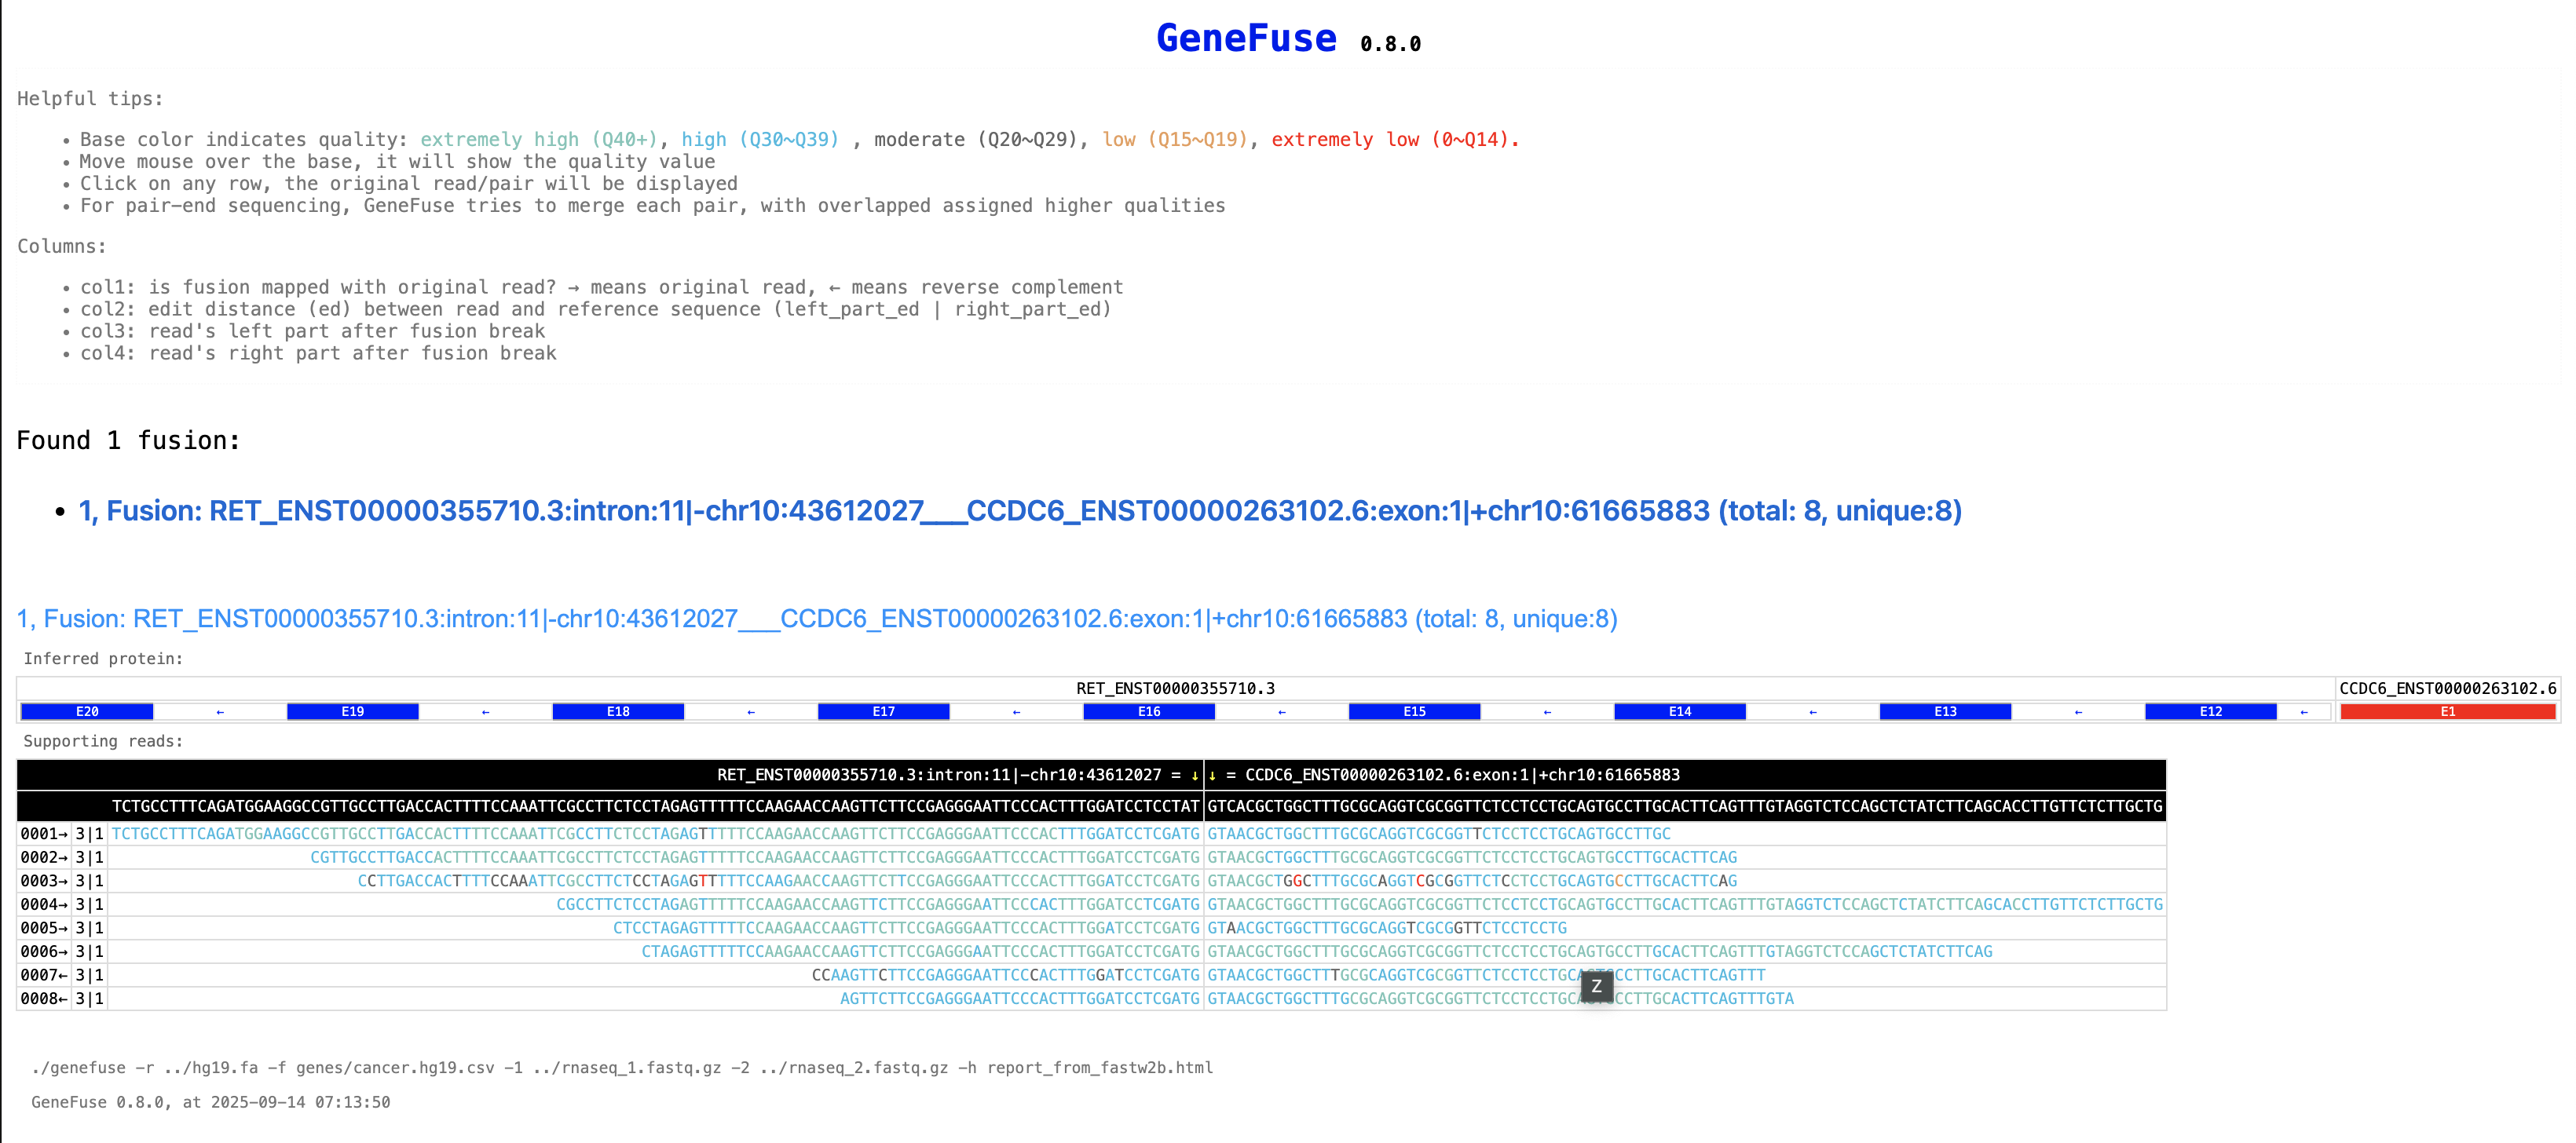 GeneFuse 0.8.0
Helpful tips:
• Base color indicates quality: extremely high (Q40+), high (Q30~Q39) , moderate (Q20~Q29), low (Q15~Q19), extremely low (0~Q14).
• Move mouse over the base, it will show the quality value
• Click on any row, the original read/pair will be displayed
• For pair-end sequencing, GeneFuse tries to merge each pair, with overlapped assigned higher qualities
Columns:
• col1: is fusion mapped with original read? → means original read, ← means reverse complement
• col2: edit distance (ed) between read and reference sequence (left_part_ed | right_part_ed)
• col3: read's left part after fusion break
• col4: read's right part after fusion break
Found 1 fusion:
• 1, Fusion: RET_ENST00000355710.3:intron:11|-chr10:43612027___CCDC6_ENST00000263102.6:exon:1|+chr10:61665883 (total: 8, unique:8)
1, Fusion: RET_ENST00000355710.3:intron:11|-chr10:43612027___CCDC6_ENST00000263102.6:exon:1|+chr10:61665883 (total: 8, unique:8)
Inferred protein:
RET_ENST00000355710.3 CCDC6_ENST00000263102.6
E20 ← E19 ← E18 ← E17 ← E16 ← E15 ← E14 ← E13 ← E12 ← E1
Supporting reads:
RET_ENST00000355710.3:intron:11|-chr10:43612027 = ↓ ↓ = CCDC6_ENST00000263102.6:exon:1|+chr10:61665883
TCTGCCTTTCAGATGGAAGGCCGTTGCCTTGACCACTTTTCCAAATTCGCCTTCTCCTAGAGTTTTTCCAAGAACCAAGTTCTTCCGAGGGAATTCCCACTTTGGATCCTCCTAT GTCACGCTGGCTTTGCGCAGGTCGCGGTTCTCCTCCTGCAGTGCCTTGCACTTCAGTTTGTAGGTCTCCAGCTCTATCTTCAGCACCTTGTTCTCTTGCTG
0001→ 3|1 TCTGCCTTTCAGATGGAAGGCCGTTGCCTTGACCACTTTTCCAAATTCGCCTTCTCCTAGAGTTTTTCCAAGAACCAAGTTCTTCCGAGGGAATTCCCACTTTGGATCCTCGATG GTAACGCTGGCTTTGCGCAGGTCGCGGTTCTCCTCCTGCAGTGCCTTGC
0002→ 3|1 CGTTGCCTTGACCACTTTTCCAAATTCGCCTTCTCCTAGAGTTTTTCCAAGAACCAAGTTCTTCCGAGGGAATTCCCACTTTGGATCCTCGATG GTAACGCTGGCTTTGCGCAGGTCGCGGTTCTCCTCCTGCAGTGCCTTGCACTTCAG
0003→ 3|1 CCTTGACCACTTTTCCAAATTCGCCTTCTCCTAGAGTTTTTCCAAGAACCAAGTTCTTCCGAGGGAATTCCCACTTTGGATCCTCGATG GTAACGCTGGCTTTGCGCAGGTCGCGGTTCTCCTCCTGCAGTGCCTTGCACTTCAG
0004→ 3|1 CGCCTTCTCCTAGAGTTTTTCCAAGAACCAAGTTCTTCCGAGGGAATTCCCACTTTGGATCCTCGATG GTAACGCTGGCTTTGCGCAGGTCGCGGTTCTCCTCCTGCAGTGCCTTGCACTTCAGTTTGTAGGTCTCCAGCTCTATCTTCAGCACCTTGTTCTCTTGCTG
0005→ 3|1 CTCCTAGAGTTTTTCCAAGAACCAAGTTCTTCCGAGGGAATTCCCACTTTGGATCCTCGATG GTAACGCTGGCTTTGCGCAGGTCGCGGTTCTCCTCCTG
0006→ 3|1 CTAGAGTTTTTCCAAGAACCAAGTTCTTCCGAGGGAATTCCCACTTTGGATCCTCGATG GTAACGCTGGCTTTGCGCAGGTCGCGGTTCTCCTCCTGCAGTGCCTTGCACTTCAGTTTGTAGGTCTCCAGCTCTATCTTCAG
0007← 3|1 CCAAGTTCTTCCGAGGGAATTCCCACTTTGGATCCTCGATG GTAACGCTGGCTTTGCGCAGGTCGCGGTTCTCCTCCTGCAGTGCCTTGCACTTCAGTTT
Z
0008← 3|1 AGTTCTTCCGAGGGAATTCCCACTTTGGATCCTCGATG GTAACGCTGGCTTTGCGCAGGTCGCGGTTCTCCTCCTGCAGTGCCTTGCACTTCAGTTTGTA
./genefuse -r ../hg19.fa -f genes/cancer.hg19.csv -1 ../rnaseq_1.fastq.gz -2 ../rnaseq_2.fastq.gz -h report_from_fastw2b.html
GeneFuse 0.8.0, at 2025-09-14 07:13:50